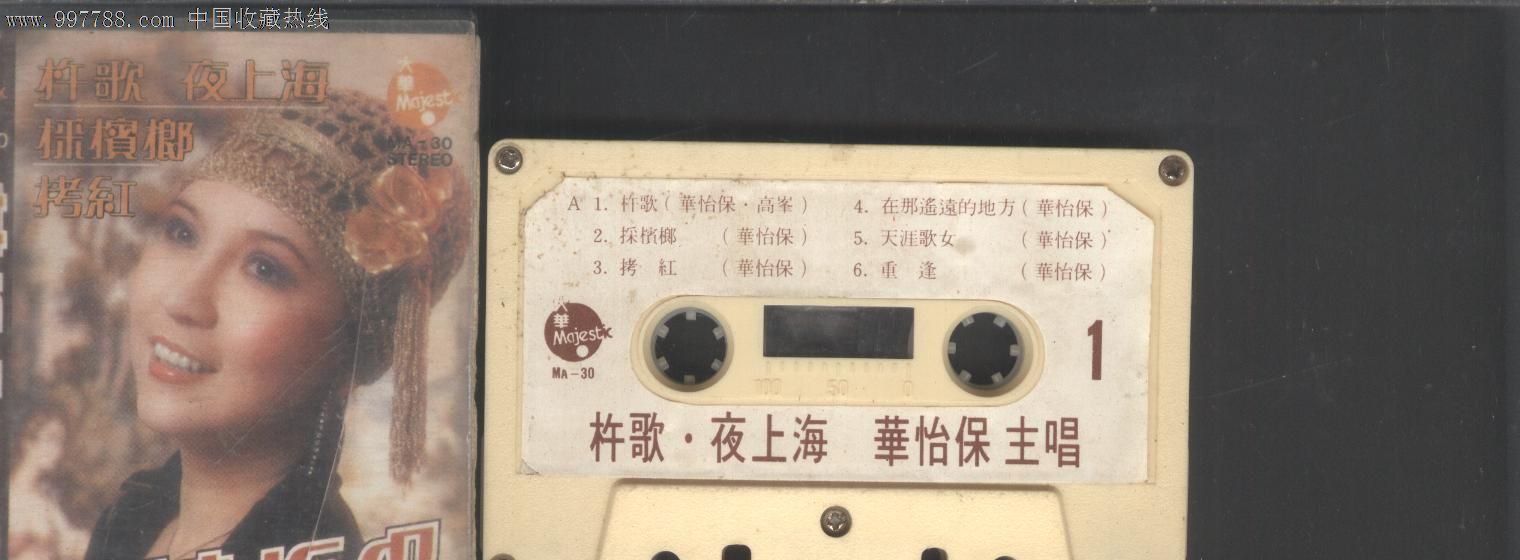 www.997788.com 中国收藏热线
杵歌 夜上海
採檳榔
拷紅
大華
Majestic
MA-30
STEREO
A 1. 杵歌(華怡保·高峯) 4. 在那遙遠的地方(華怡保)
2. 採檳榔 (華怡保) 5. 天涯歌女 (華怡保)
3. 拷 紅 (華怡保) 6. 重 逢 (華怡保)
大華
Majestic
MA-30
100 50 0
1
杵歌·夜上海 華怡保 主唱